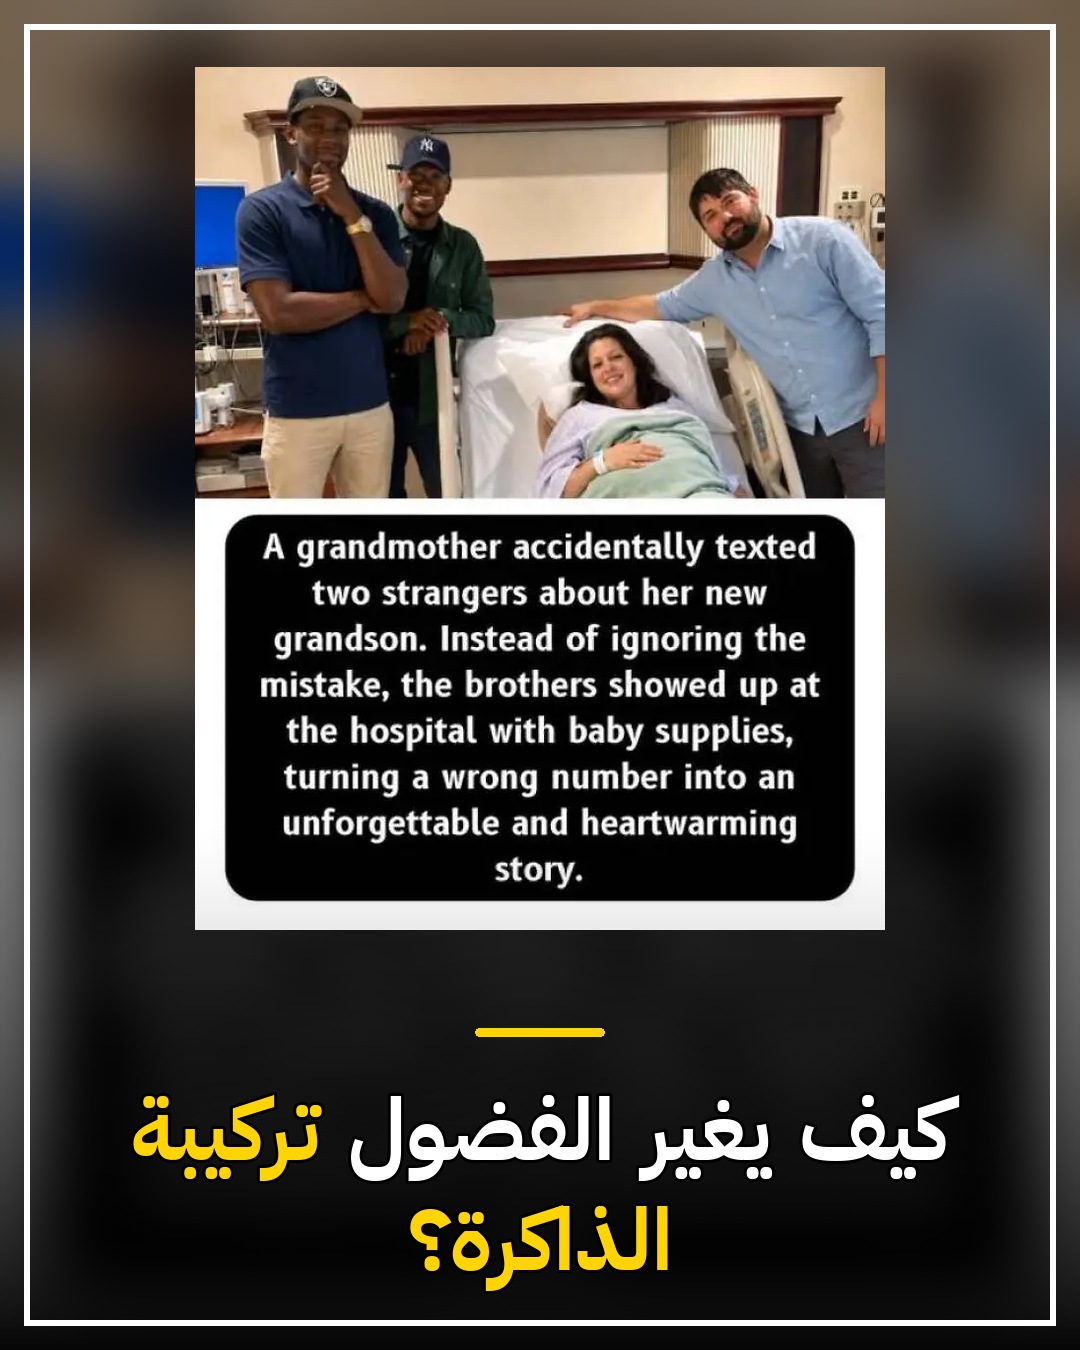 A grandmother accidentally texted
two strangers about her new
grandson. Instead of ignoring the
mistake, the brothers showed up at
the hospital with baby supplies,
turning a wrong number into an
unforgettable and heartwarming
story.
كيف يغير الفضول تركيبة
الذاكرة؟